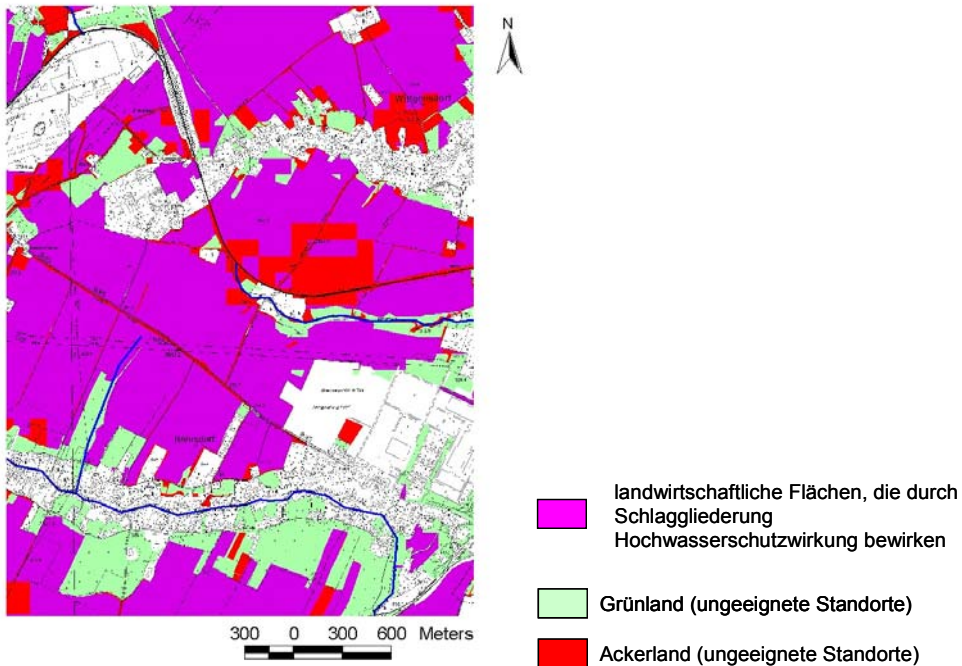 N
300 0 300 600 Meters
landwirtschaftliche Flächen, die durch
Schlaggliederung
Hochwasserschutzwirkung bewirken
Grünland (ungeeignete Standorte)
Ackerland (ungeeignete Standorte)